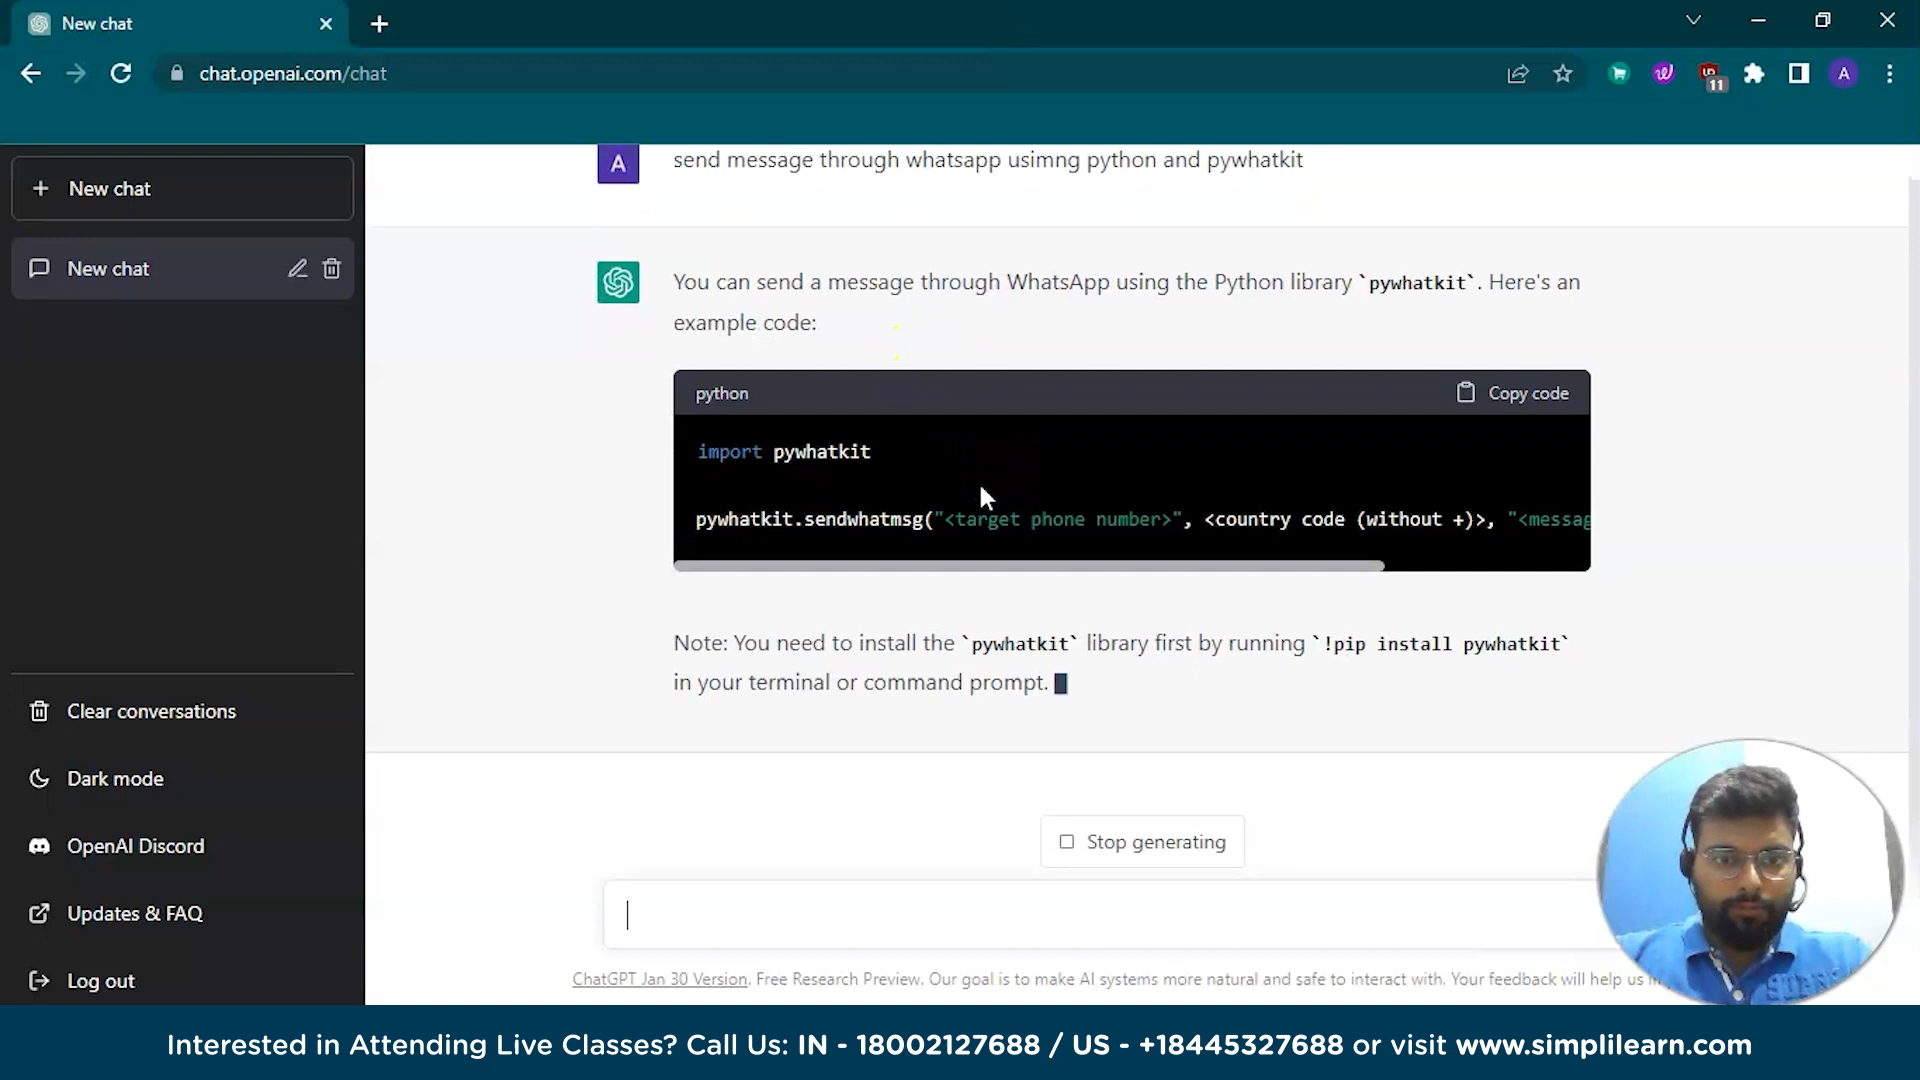 New chat
chat.openai.com/chat
11
A
New chat
New chat
Clear conversations
Dark mode
OpenAI Discord
Updates & FAQ
Log out
A
send message through whatsapp usimng python and pywhatkit
You can send a message through WhatsApp using the Python library `pywhatkit`. Here's an
example code:
python
Copy code
import pywhatkit
pywhatkit.sendwhatmsg("<target phone number>", <country code (without +)>, "<messag
Note: You need to install the `pywhatkit` library first by running `!pip install pywhatkit`
in your terminal or command prompt.
Stop generating
ChatGPT Jan 30 Version. Free Research Preview. Our goal is to make AI systems more natural and safe to interact with. Your feedback will help us
Interested in Attending Live Classes? Call Us: IN - 18002127688 / US - +18445327688 or visit www.simplilearn.com